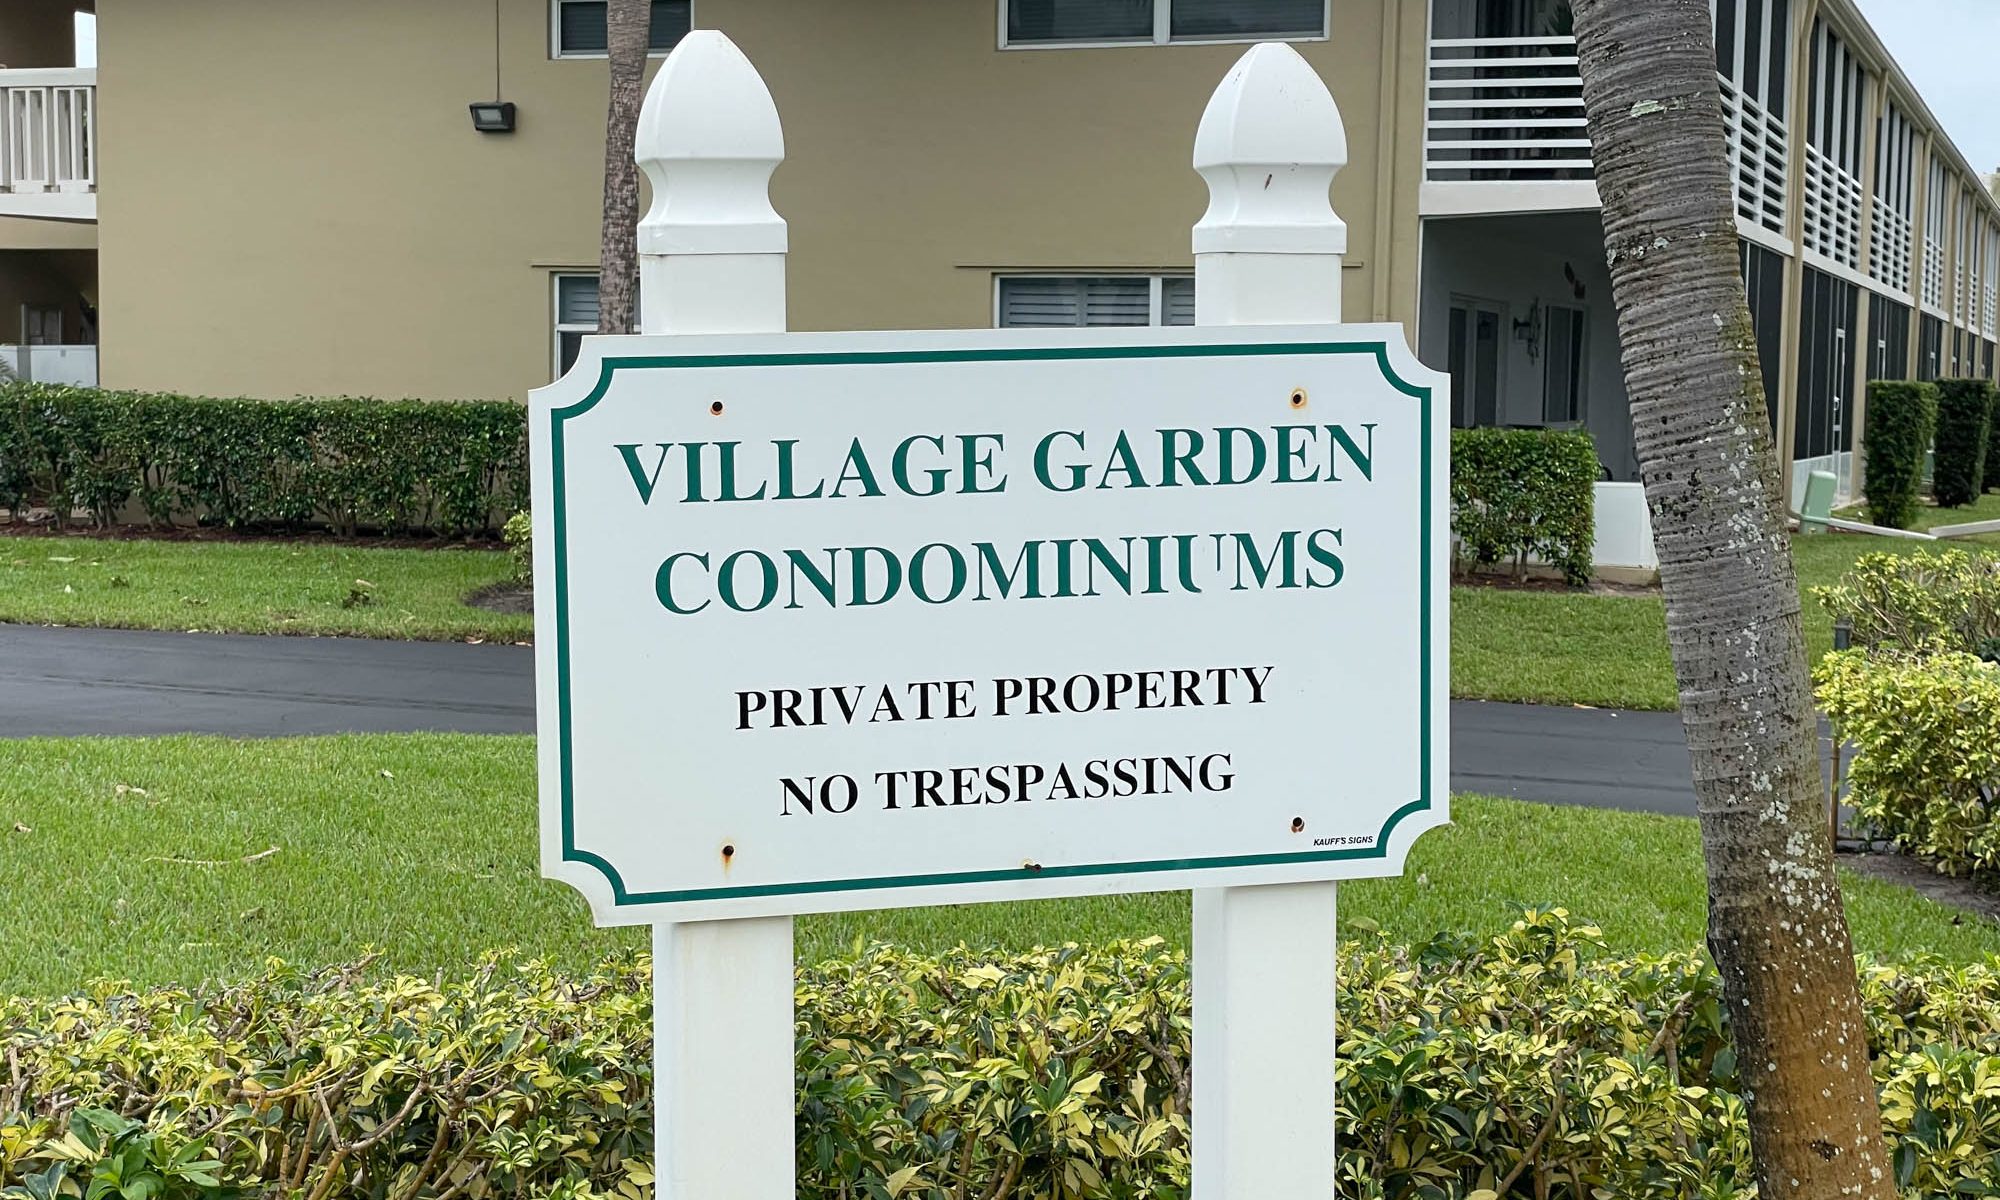 VILLAGE GARDEN
CONDOMINIUMS
PRIVATE PROPERTY
NO TRESPASSING
KAUFF'S SIGNS